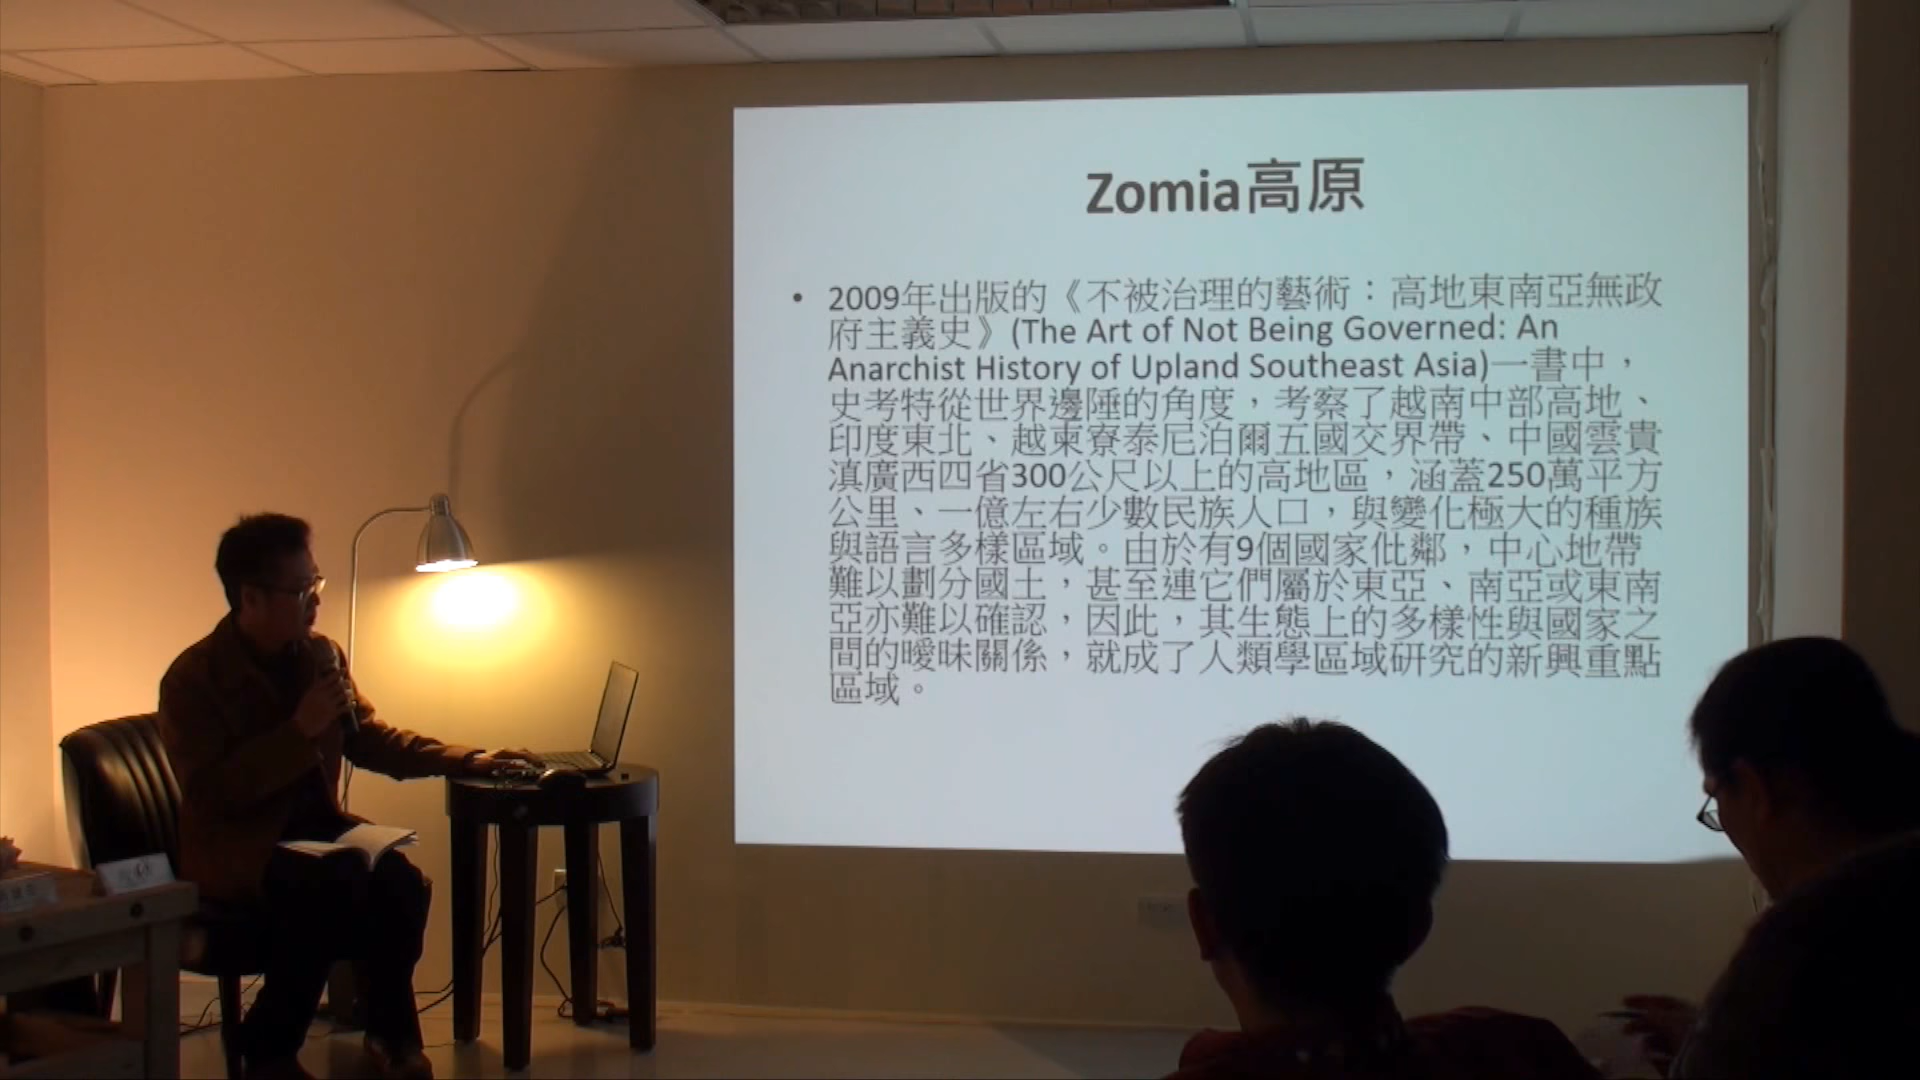 Zomia高原
• 2009年出版的《不被治理的藝術：高地東南亞無政
府主義史》(The Art of Not Being Governed: An
Anarchist History of Upland Southeast Asia)一書中，
史考特從世界邊陲的角度，考察了越南中部高地、
印度東北、越柬寮泰尼泊爾五國交界帶、中國雲貴
滇廣西四省300公尺以上的高地區，涵蓋250萬平方
公里、一億左右少數民族人口，與變化極大的種族
與語言多樣區域。由於有9個國家仳鄰，中心地帶
難以劃分國土，甚至連它們屬於東亞、南亞或東南
亞亦難以確認，因此，其生態上的多樣性與國家之
間的曖昧關係，就成了人類學區域研究的新興重點
區域。